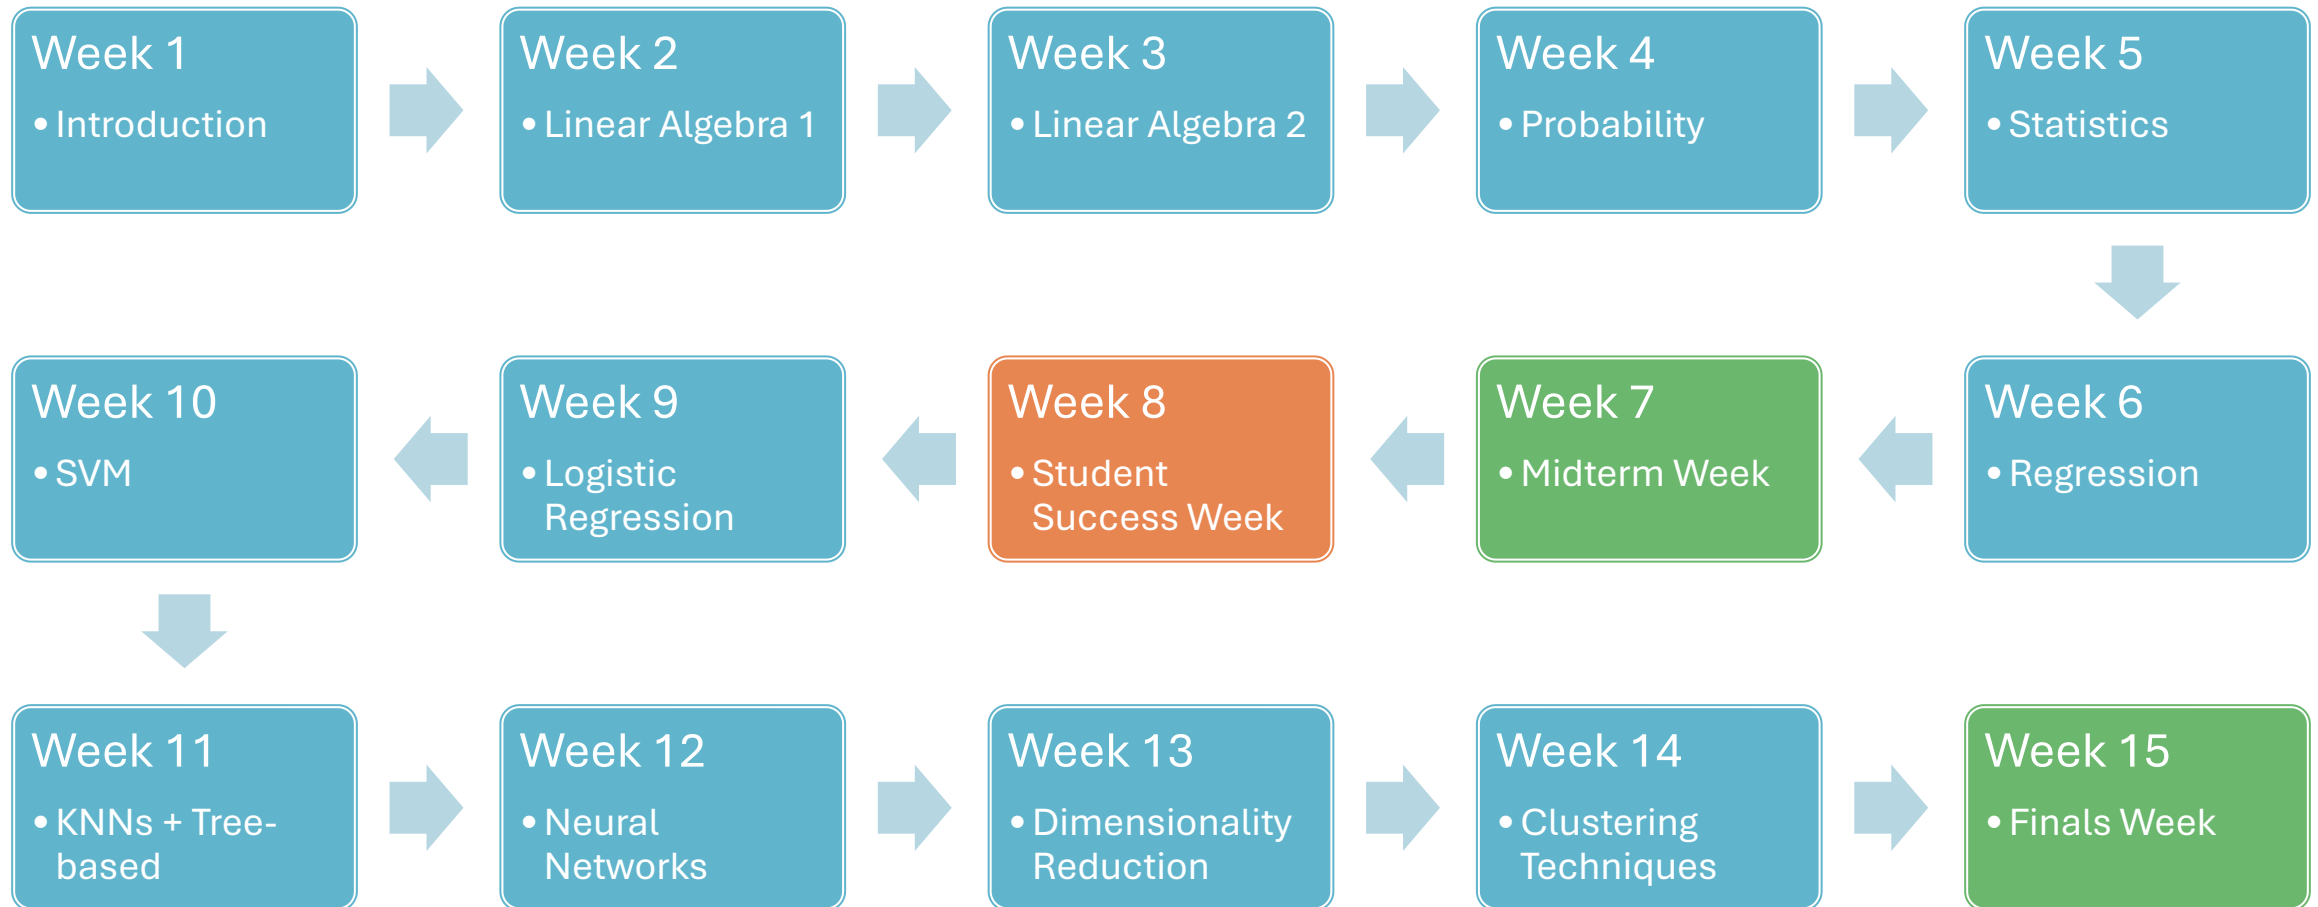 Week 1
• Introduction
Week 2
• Linear Algebra 1
Week 3
• Linear Algebra 2
Week 4
• Probability
Week 5
• Statistics
Week 6
• Regression
Week 7
• Midterm Week
Week 8
• Student
Success Week
Week 9
• Logistic
Regression
Week 10
• SVM
Week 11
• KNNs + Tree-
based
Week 12
• Neural
Networks
Week 13
• Dimensionality
Reduction
Week 14
• Clustering
Techniques
Week 15
• Finals Week